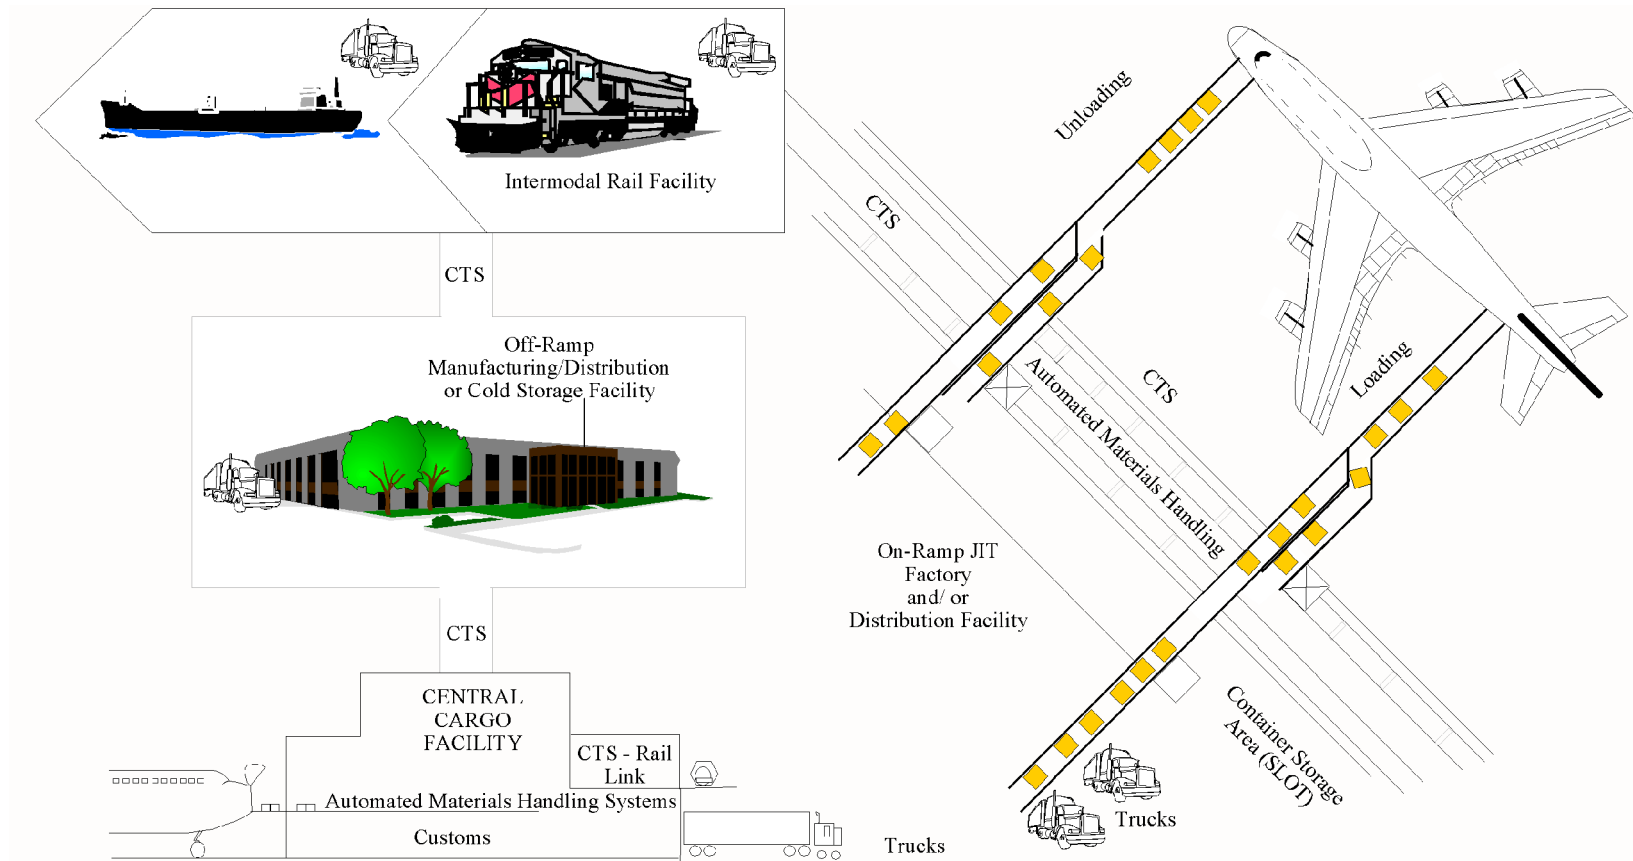 Intermodal Rail Facility
CTS
Off-Ramp
Manufacturing/Distribution
or Cold Storage Facility
CTS
CENTRAL
CARGO
FACILITY
CTS - Rail
Link
Automated Materials Handling Systems
Customs
Trucks
Unloading
CTS
CTS
Automated Materials Handling
Loading
On-Ramp JIT
Factory
and/ or
Distribution Facility
Container Storage
Area (SLOT)
Trucks